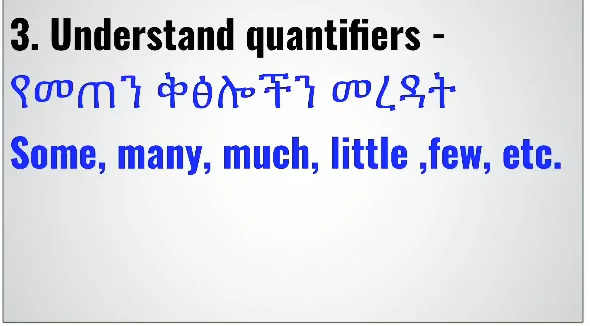 3. Understand quantifiers -
የመጠን ቅፅሎችን መረዳት
Some, many, much, little ,few, etc.